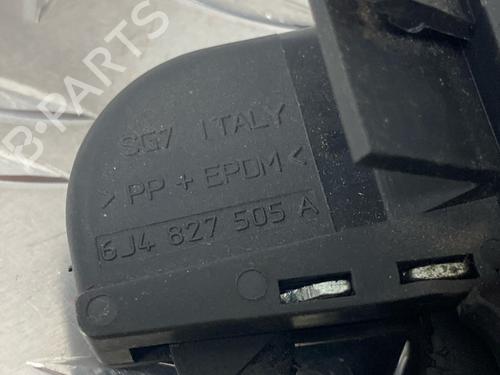 B-PARTS
SG7 ITALY
>PP + EPDM<
6J4 827 505 A